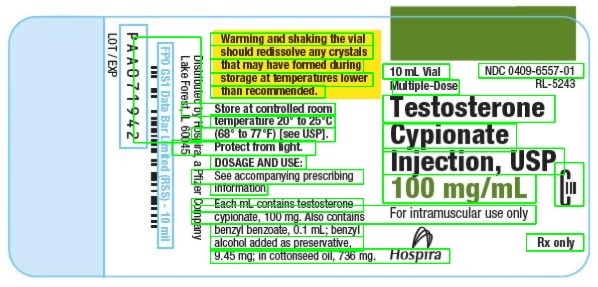 LOT / EXP
PAA071942
FPO GS1 Data Bar Limited (RSS) - 10 mil
Distributed by Hospira, a Pfizer Company
Lake Forest, IL 60045
Warming and shaking the vial
should redissolve any crystals
that may have formed during
storage at temperatures lower
than recommended.
Store at controlled room
temperature 20° to 25°C
(68° to 77°F) [see USP].
Protect from light.
DOSAGE AND USE:
See accompanying prescribing
information.
Each mL contains testosterone
cypionate, 100 mg. Also contains
benzyl benzoate, 0.1 mL; benzyl
alcohol added as preservative,
9.45 mg; in cottonseed oil, 736 mg.
10 mL Vial
NDC 0409-6557-01
Multiple-Dose
RL-5243
Testosterone
Cypionate
Injection, USP
100 mg/mL
CIII
For intramuscular use only
Hospira
Rx only